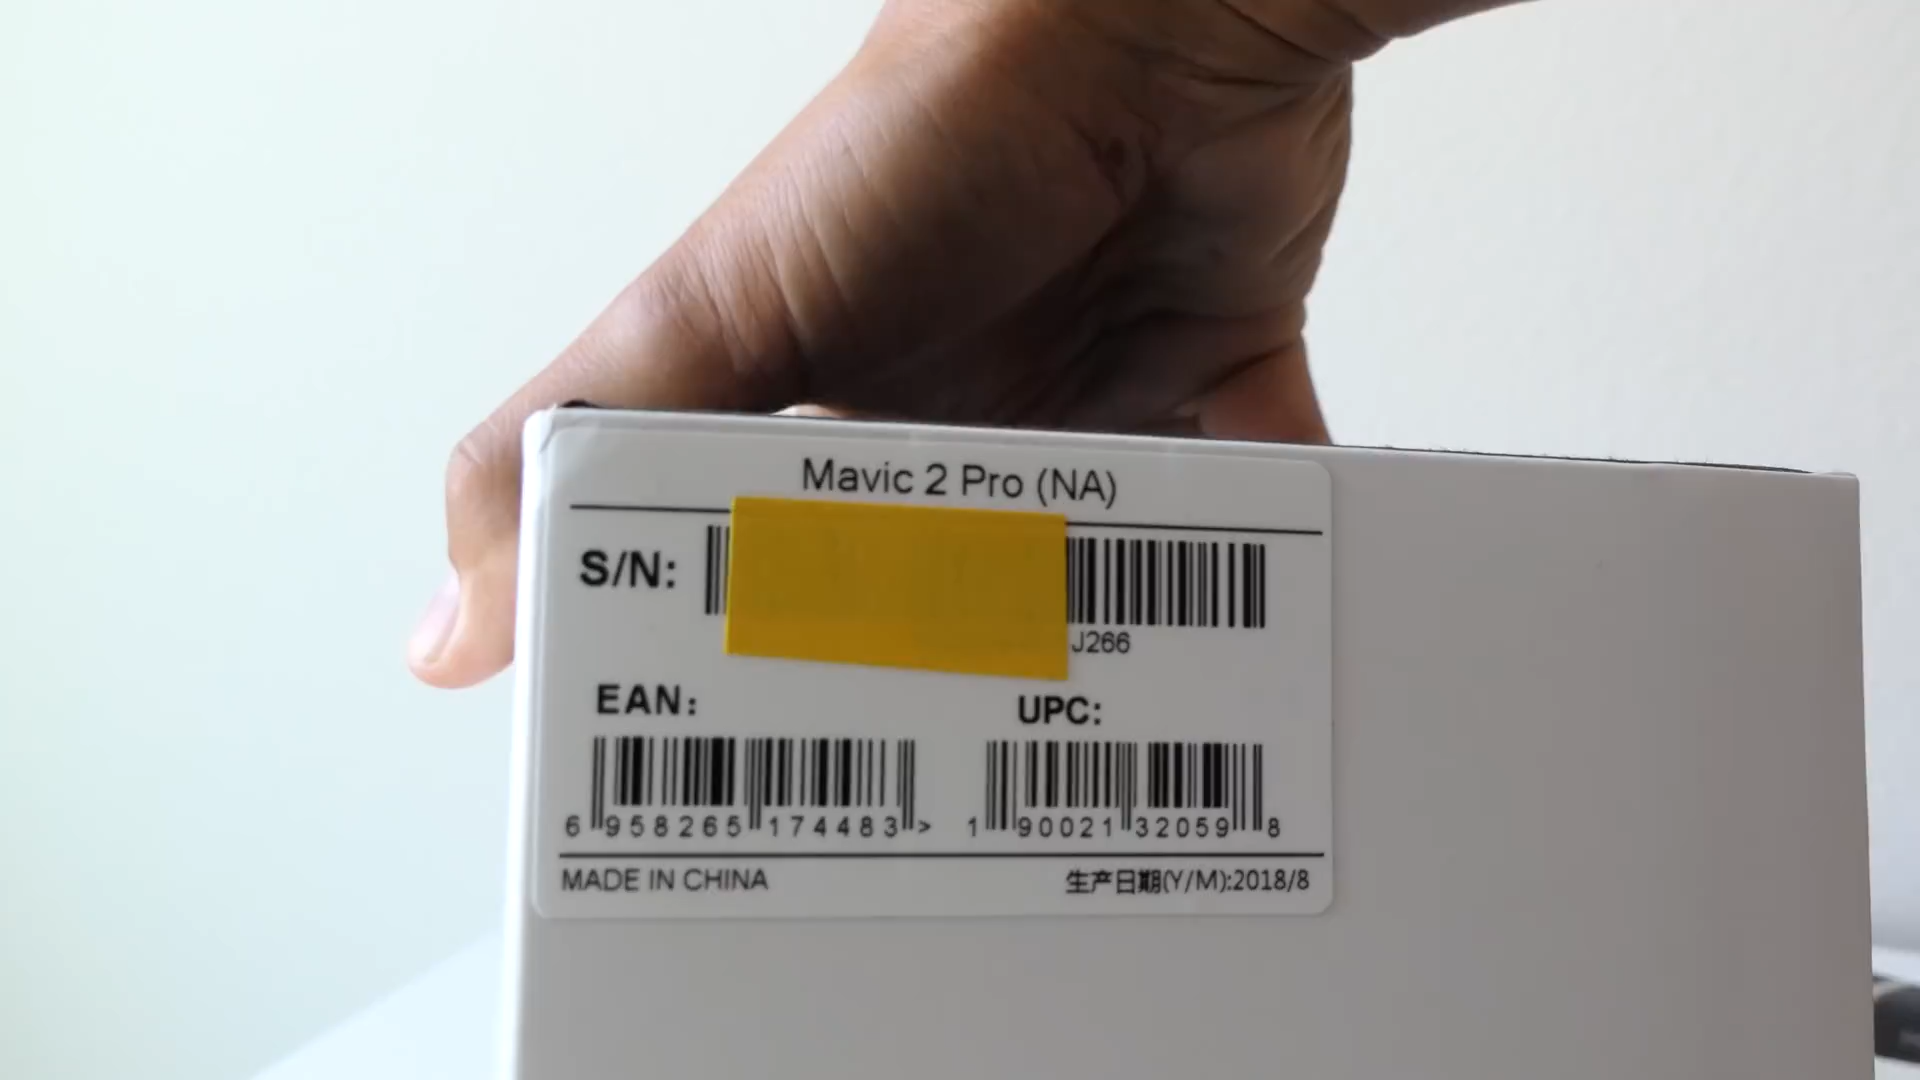 Mavic 2 Pro (NA)
S/N:
J266
EAN:
UPC:
6 958265 174483>
1 90021 32059 8
MADE IN CHINA
生产日期(Y/M):2018/8